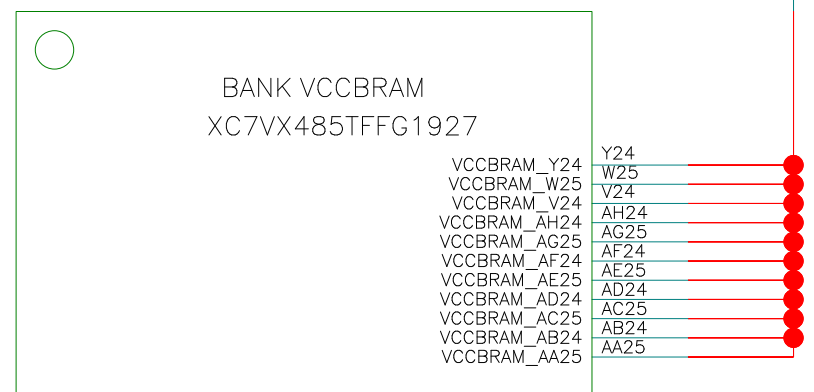 BANK VCCBRAM
XC7VX485TFFG1927
VCCBRAM_Y24 Y24
VCCBRAM_W25 W25
VCCBRAM_V24 V24
VCCBRAM_AH24 AH24
VCCBRAM_AG25 AG25
VCCBRAM_AF24 AF24
VCCBRAM_AE25 AE25
VCCBRAM_AD24 AD24
VCCBRAM_AC25 AC25
VCCBRAM_AB24 AB24
VCCBRAM_AA25 AA25